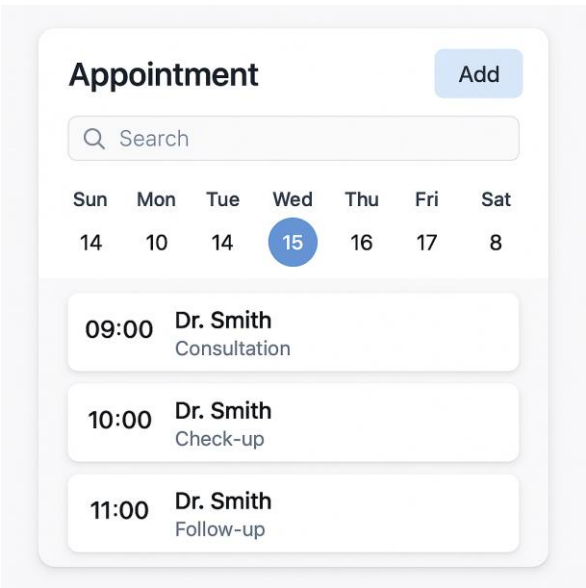 Appointment
Add
Search
Sun Mon Tue Wed Thu Fri Sat
14 10 14 15 16 17 8
09:00
Dr. Smith
Consultation
10:00
Dr. Smith
Check-up
11:00
Dr. Smith
Follow-up